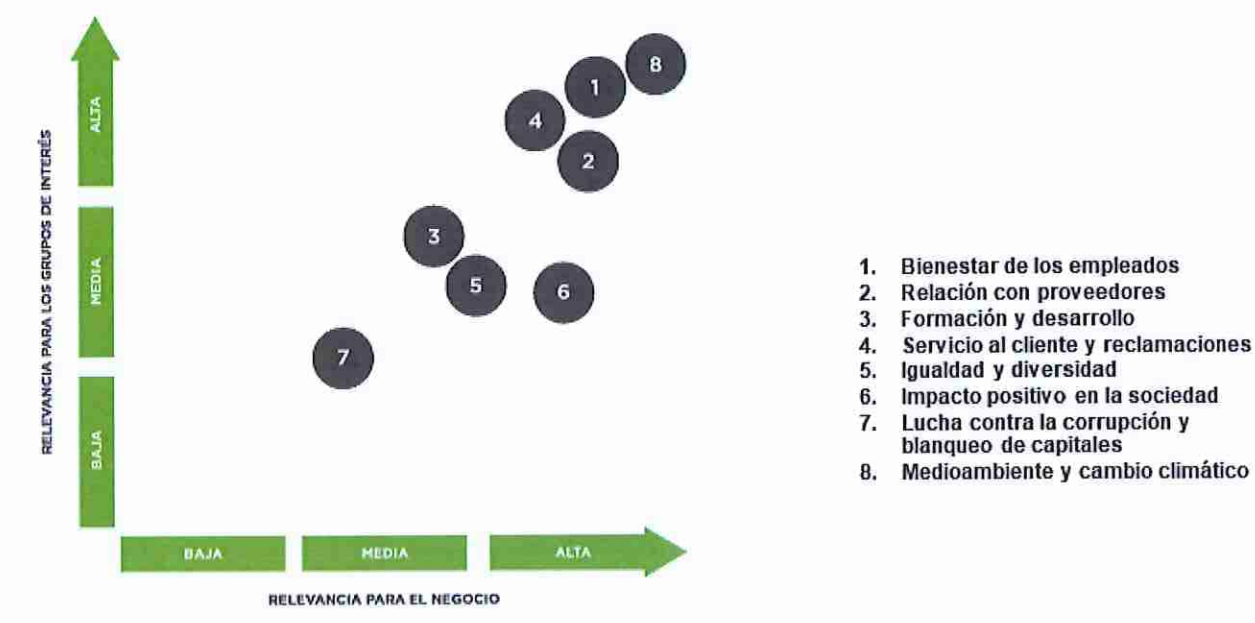 RELEVANCIA PARA LOS GRUPOS DE INTERÉS
ALTA
MEDIA
BAJA
8
1
4
2
3
5
6
7
BAJA
MEDIA
ALTA
RELEVANCIA PARA EL NEGOCIO
1. Bienestar de los empleados
2. Relación con proveedores
3. Formación y desarrollo
4. Servicio al cliente y reclamaciones
5. Igualdad y diversidad
6. Impacto positivo en la sociedad
7. Lucha contra la corrupción y
blanqueo de capitales
8. Medioambiente y cambio climático